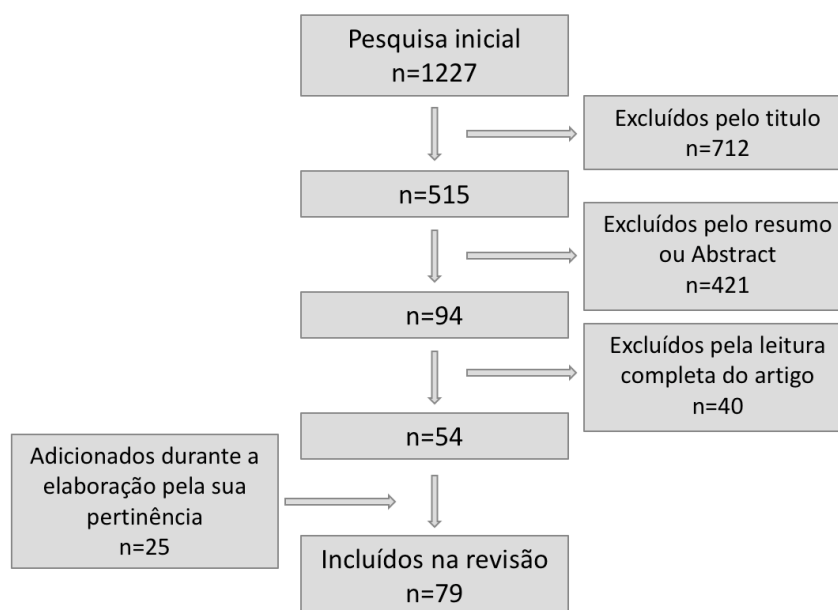 Pesquisa inicial
n=1227
Excluídos pelo titulo
n=712
n=515
Excluídos pelo resumo
ou Abstract
n=421
n=94
Excluídos pela leitura
completa do artigo
n=40
n=54
Adicionados durante a
elaboração pela sua
pertinência
n=25
Incluídos na revisão
n=79